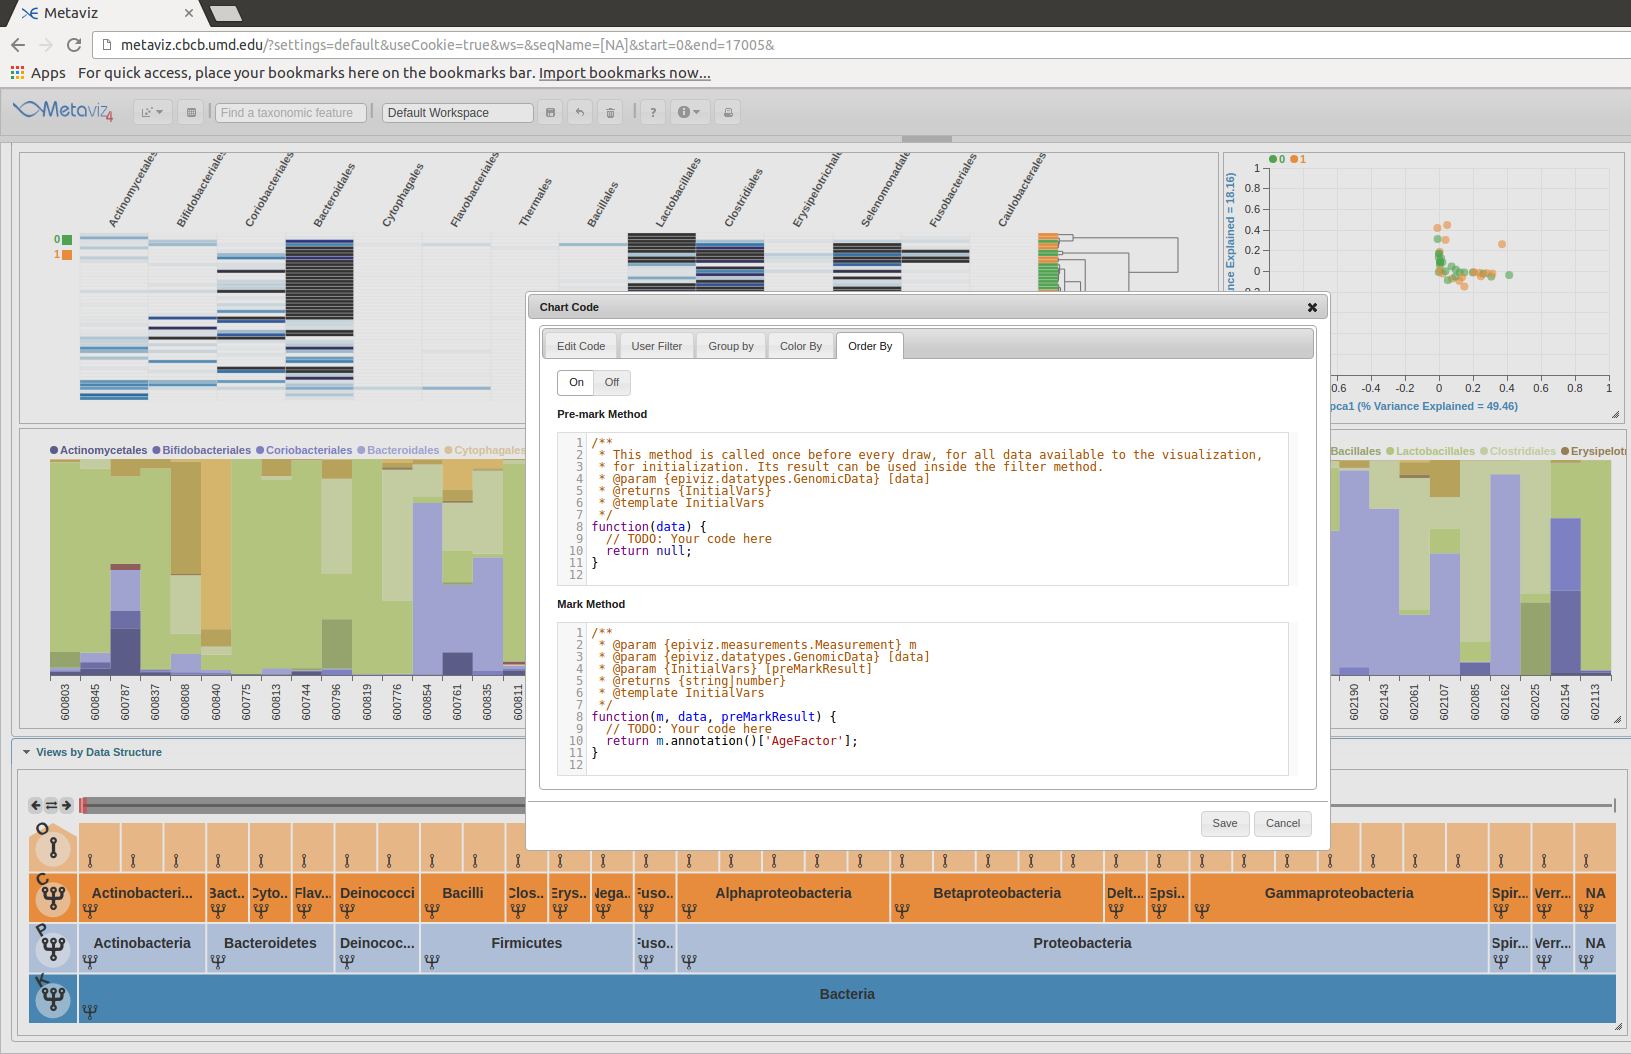 Metaviz
metaviz.cbcb.umd.edu/?settings=default&useCookie=true&ws=&seqName=[NA]&start=0&end=17005&
Apps For quick access, place your bookmarks here on the bookmarks bar. Import bookmarks now...
Metaviz 4 Find a taxonomic feature Default Workspace ?
Actinomycetales
Bifidobacteriales
Coriobacteriales
Bacteroidales
Cytophagales
Flavobacteriales
Thermales
Bacillales
Lactobacillales
Clostridiales
Erysipelotrichale
Selenomonadale
Fusobacteriales
Caulobacterales
0
1
0 1
1
0.8
0.6
0.4
0.2
0
nce Explained = 18.16)
0.6 -0.4 -0.2 0 0.2 0.4 0.6 0.8 1
pca1 (% Variance Explained = 49.46)
Chart Code
Edit Code User Filter Group by Color By Order By
On Off
Pre-mark Method
1 /**
2 * This method is called once before every draw, for all data available to the visualization,
3 * for initialization. Its result can be used inside the filter method.
4 * @param {epiviz.datatypes.GenomicData} [data]
5 * @returns {InitialVars}
6 * @template InitialVars
7 */
8 function(data) {
9 // TODO: Your code here
10 return null;
11 }
12
Mark Method
1 /**
2 * @param {epiviz.measurements.Measurement} m
3 * @param {epiviz.datatypes.GenomicData} [data]
4 * @param {InitialVars} [preMarkResult]
5 * @returns {string|number}
6 * @template InitialVars
7 */
8 function(m, data, preMarkResult) {
9 // TODO: Your code here
10 return m.annotation()['AgeFactor'];
11 }
12
Save Cancel
Actinomycetales Bifidobacteriales Coriobacteriales Bacteroidales Cytophagales
Bacillales Lactobacillales Clostridiales Erysipelotr
600803 600845 600787 600837 600808 600840 600775 600813 600744 600796 600819 600776 600854 600761 600835 600811
602190 602143 602061 602107 602085 602162 602025 602154 602113
Views by Data Structure
O
C Actinobacteri... Bact.. Cyto.. Flav.. Deinococci Bacilli Clos.. Erys.. Nega.. Fuso.. Alphaproteobacteria Betaproteobacteria Delt... Epsi.. Gammaproteobacteria Spir... Verr... NA
P Actinobacteria Bacteroidetes Deinococ... Firmicutes Fuso.. Proteobacteria Spir... Verr... NA
K Bacteria